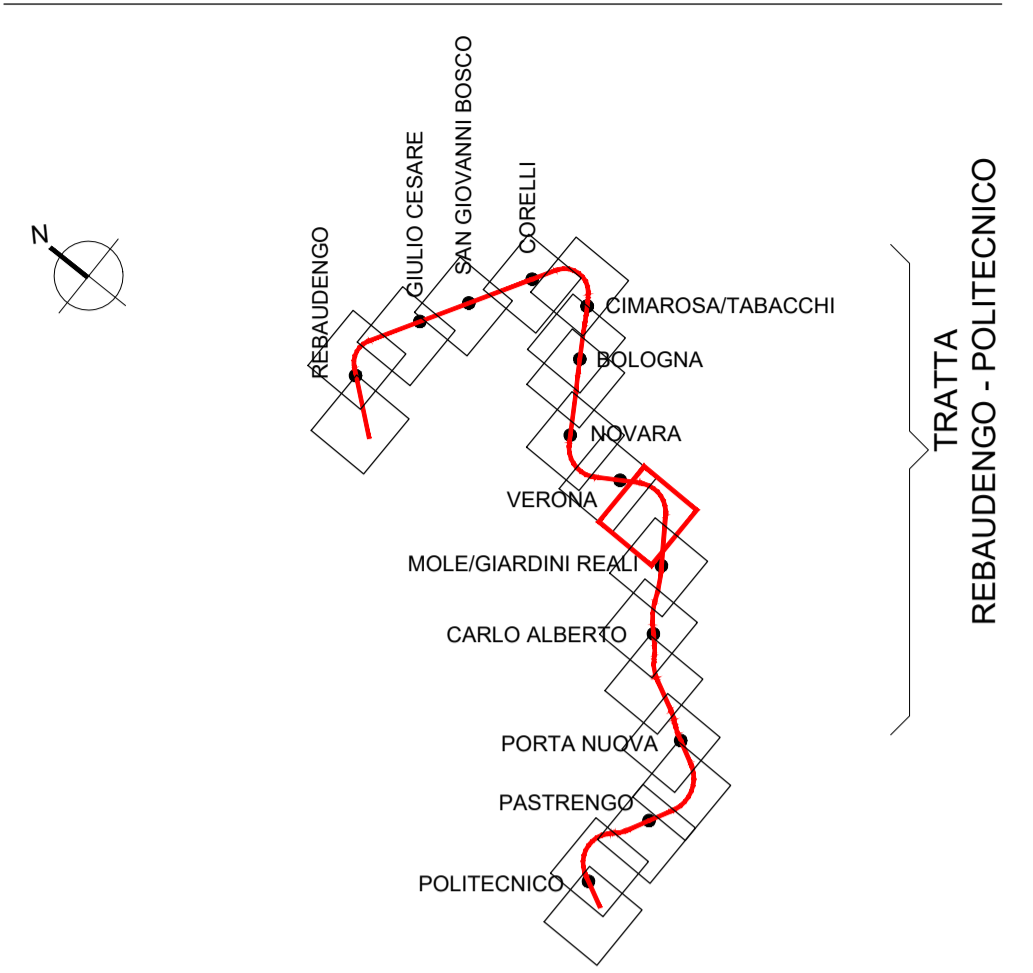 N
REBAUDENGO
GIULIO CESARE
SAN GIOVANNI BOSCO
CORELLI
CIMAROSA/TABACCHI
BOLOGNA
NOVARA
VERONA
MOLE/GIARDINI REALI
CARLO ALBERTO
PORTA NUOVA
PASTRENGO
POLITECNICO
TRATTA
REBAUDENGO - POLITECNICO